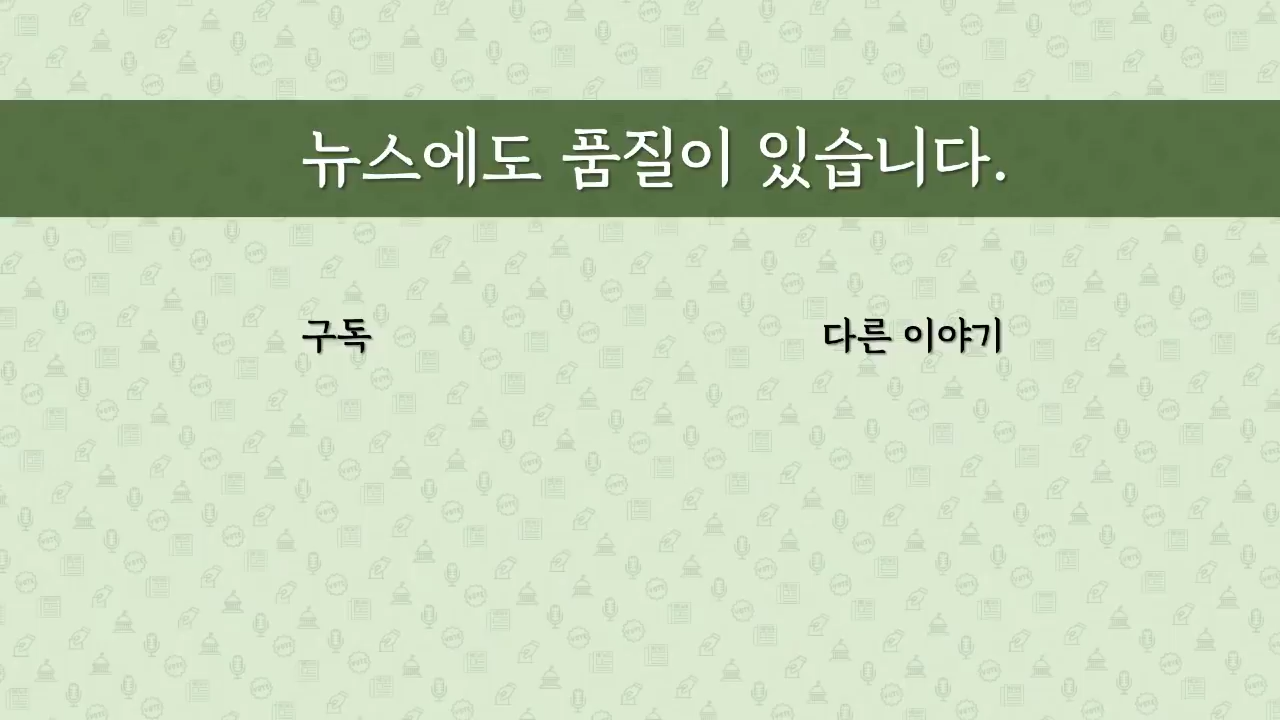 뉴스에도 품질이 있습니다.
구독
다른 이야기